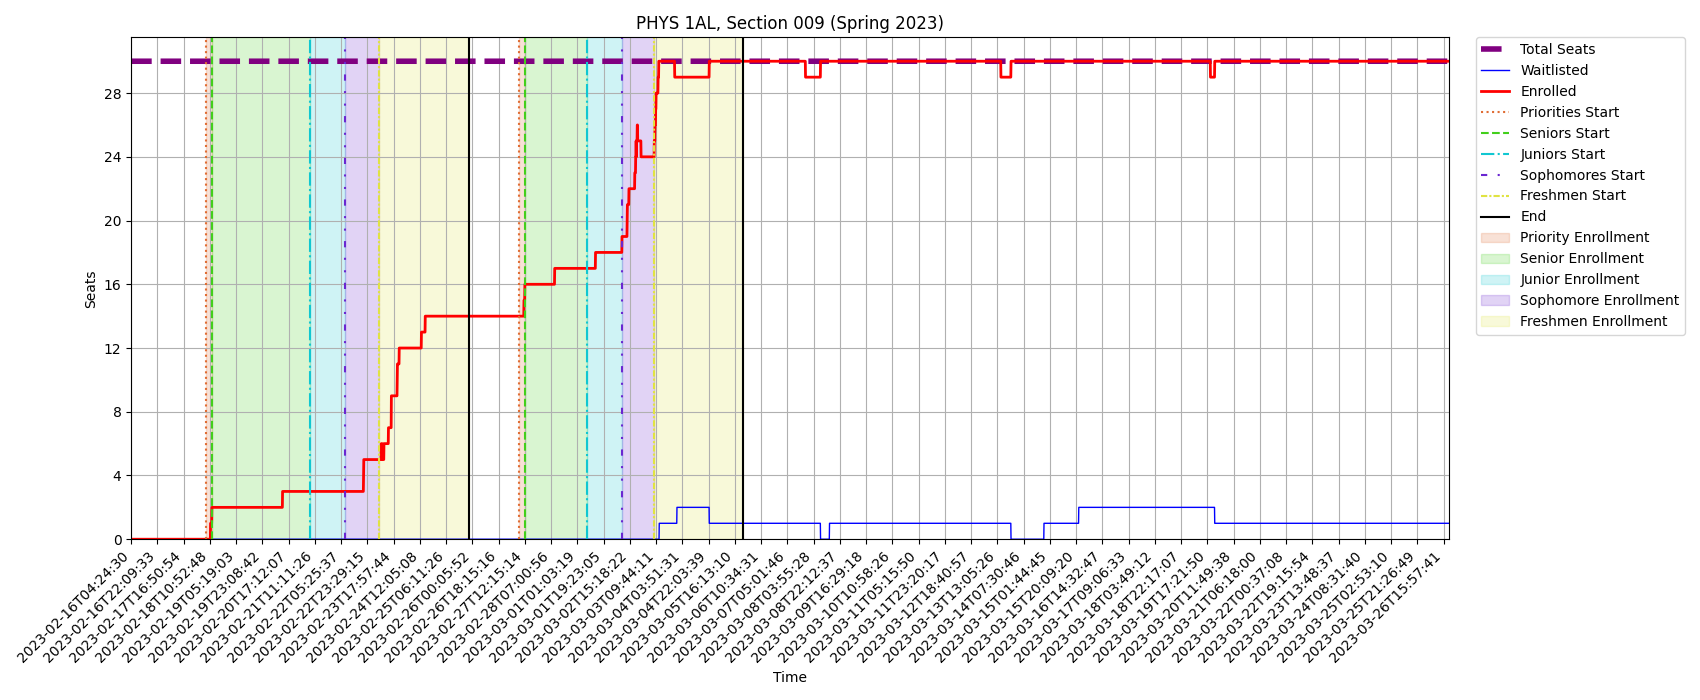 PHYS 1AL, Section 009 (Spring 2023)
Seats
28
24
20
16
12
8
4
0
2023-02-16T04:24:30
2023-02-16T22:09:33
2023-02-17T16:50:54
2023-02-18T10:52:48
2023-02-19T05:19:03
2023-02-19T23:08:42
2023-02-20T17:12:07
2023-02-21T11:11:26
2023-02-22T05:25:37
2023-02-22T23:29:15
2023-02-23T17:57:44
2023-02-24T12:05:08
2023-02-25T06:11:26
2023-02-26T00:05:52
2023-02-26T18:15:16
2023-02-27T12:15:14
2023-02-28T07:00:56
2023-03-01T01:03:19
2023-03-01T19:23:05
2023-03-02T15:18:22
2023-03-03T09:44:11
2023-03-04T03:51:31
2023-03-04T22:03:39
2023-03-05T16:13:10
2023-03-06T10:34:31
2023-03-07T05:01:46
2023-03-08T03:55:28
2023-03-08T22:12:37
2023-03-09T16:29:18
2023-03-10T10:58:26
2023-03-11T05:15:50
2023-03-11T23:20:17
2023-03-12T18:40:57
2023-03-13T13:05:26
2023-03-14T07:30:46
2023-03-15T01:44:45
2023-03-15T20:09:20
2023-03-16T14:32:47
2023-03-17T09:06:33
2023-03-18T03:49:12
2023-03-18T22:17:07
2023-03-19T17:21:50
2023-03-20T11:49:38
2023-03-21T06:18:00
2023-03-22T00:37:08
2023-03-22T19:15:54
2023-03-23T13:48:37
2023-03-24T08:31:40
2023-03-25T02:53:10
2023-03-25T21:26:49
2023-03-26T15:57:41
Time
Total Seats
Waitlisted
Enrolled
Priorities Start
Seniors Start
Juniors Start
Sophomores Start
Freshmen Start
End
Priority Enrollment
Senior Enrollment
Junior Enrollment
Sophomore Enrollment
Freshmen Enrollment